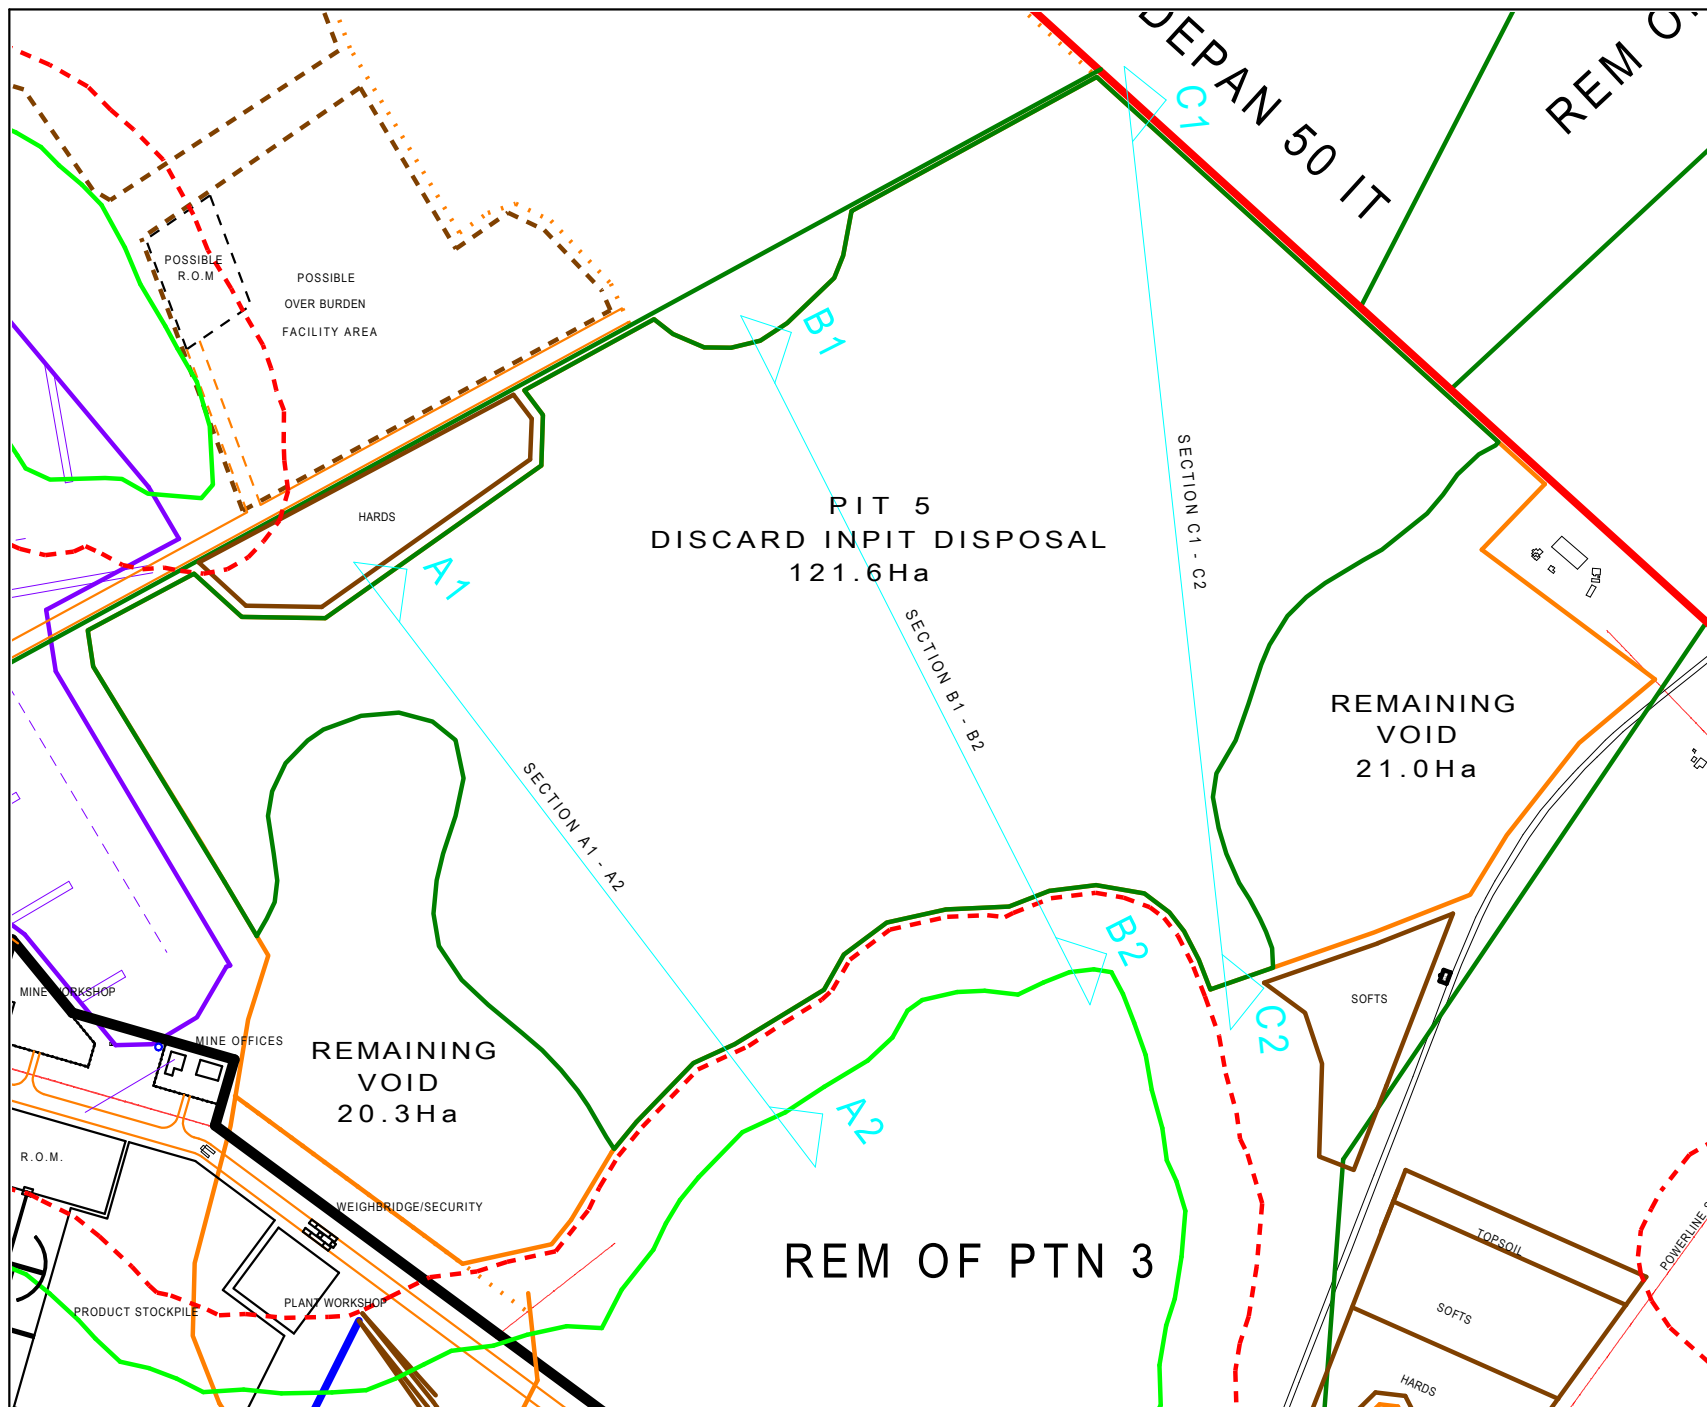 DEPAN 50 IT
REM O
C1
B1
POSSIBLE
R.O.M
POSSIBLE
OVER BURDEN
FACILITY AREA
HARDS
A1
PIT 5
DISCARD INPIT DISPOSAL
121.6Ha
SECTION C1 - C2
SECTION B1 - B2
SECTION A1 - A2
REMAINING
VOID
21.0Ha
B2
C2
A2
SOFTS
MINE WORKSHOP
MINE OFFICES
REMAINING
VOID
20.3Ha
R.O.M.
WEIGHBRIDGE/SECURITY
REM OF PTN 3
PRODUCT STOCKPILE
PLANT WORKSHOP
TOPSOIL
SOFTS
HARDS
POWERLINE